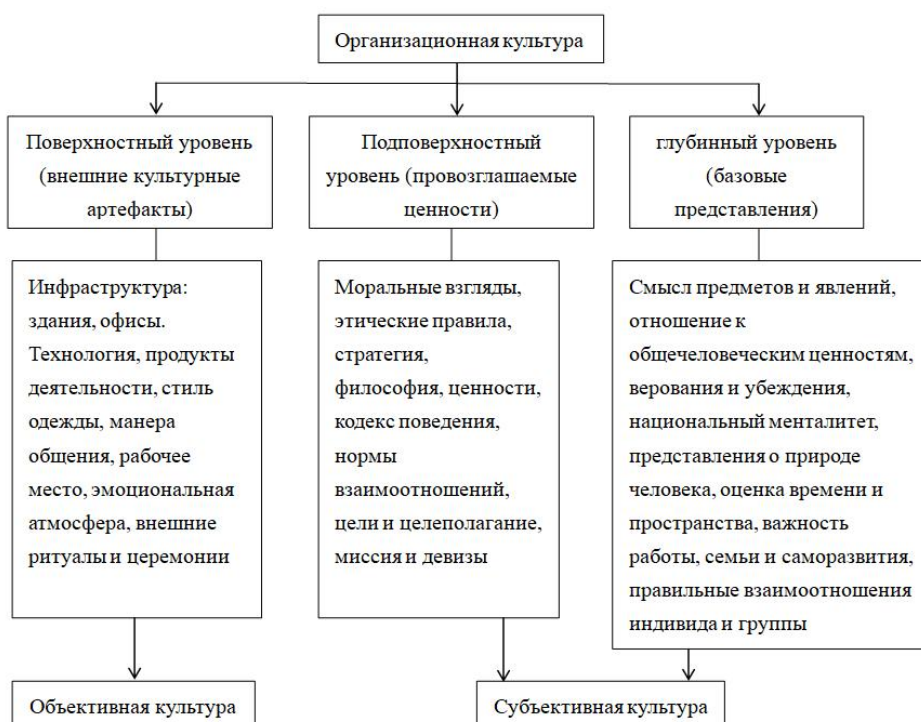 Организационная культура
Поверхностный уровень
(внешние культурные
артефакты)
Подповерхностный
уровень (провозглашаемые
ценности)
глубинный уровень
(базовые
представления)
Инфраструктура:
здания, офисы.
Технология, продукты
деятельности, стиль
одежды, манера
общения, рабочее
место, эмоциональная
атмосфера, внешние
ритуалы и церемонии
Моральные взгляды,
этические правила,
стратегия,
философия, ценности,
кодекс поведения,
нормы
взаимоотношений,
цели и целеполагание,
миссия и девизы
Смысл предметов и явлений,
отношение к
общечеловеческим ценностям,
верования и убеждения,
национальный менталитет,
представления о природе
человека, оценка времени и
пространства, важность
работы, семьи и саморазвития,
правильные взаимоотношения
индивида и группы
Объективная культура
Субъективная культура